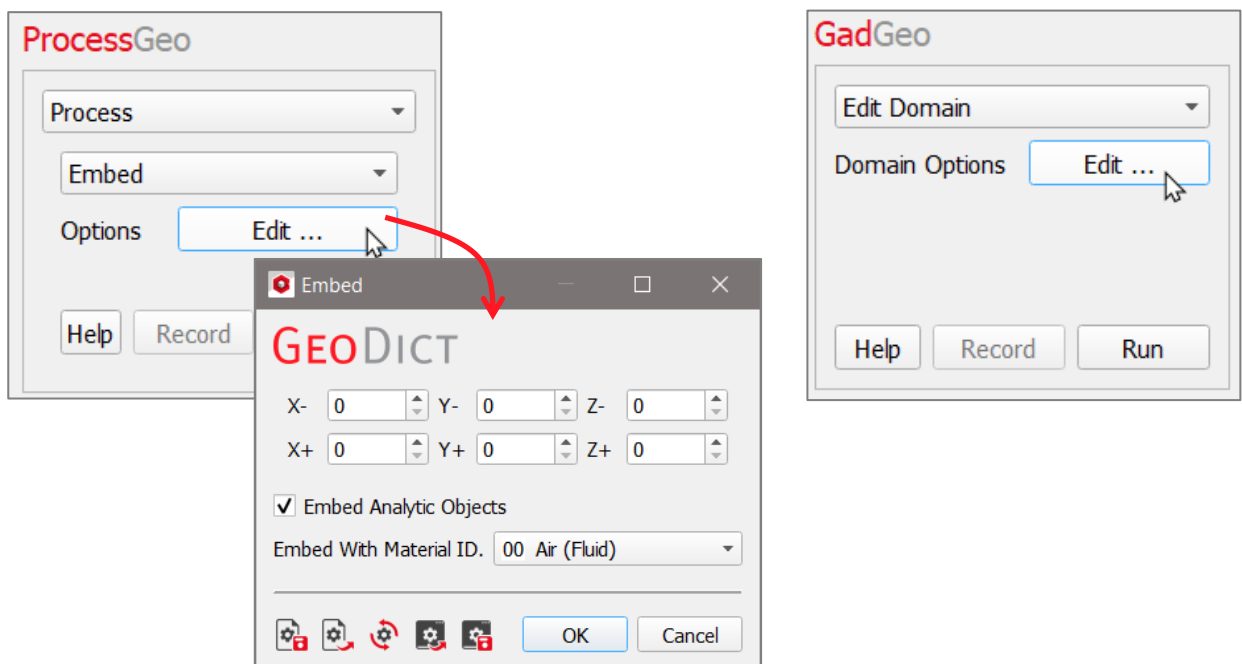 ProcessGeo
Process
Embed
Options Edit ...
Help Record
Embed
GEODICT
X- 0 Y- 0 Z- 0
X+ 0 Y+ 0 Z+ 0
Embed Analytic Objects
Embed With Material ID. 00 Air (Fluid)
OK Cancel
GadGeo
Edit Domain
Domain Options Edit ...
Help Record Run